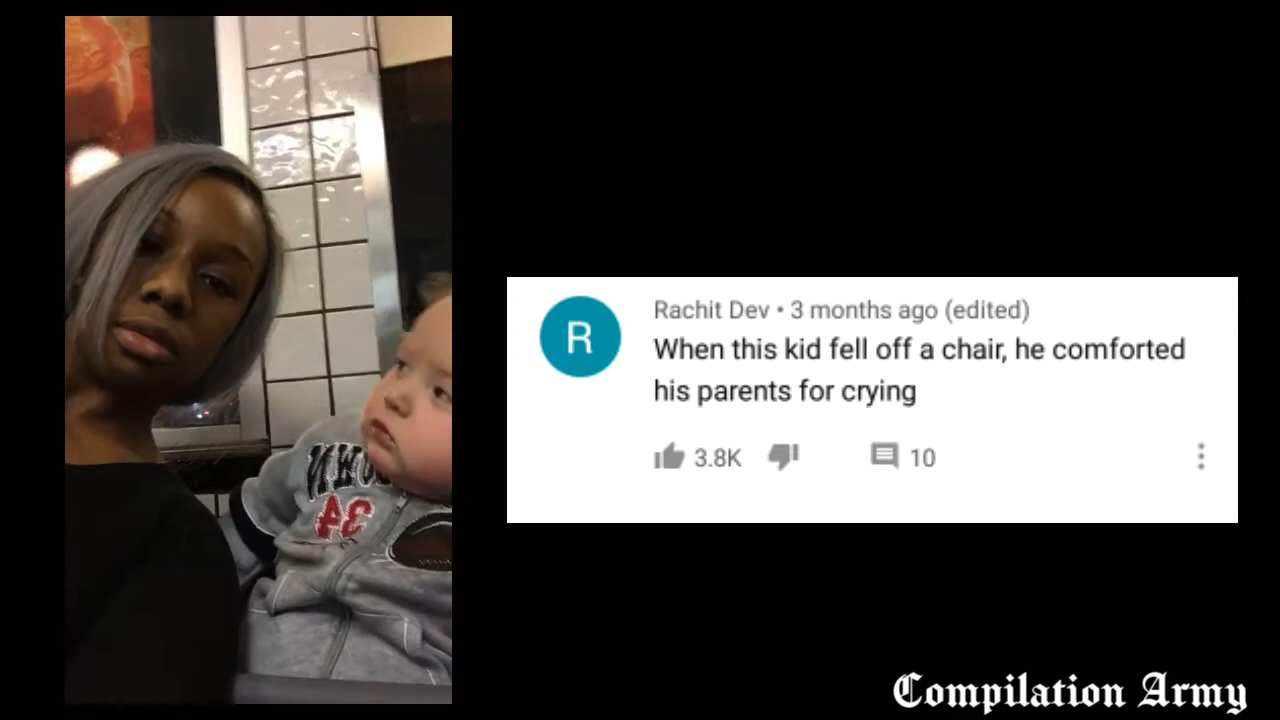 34
R
Rachit Dev • 3 months ago (edited)
When this kid fell off a chair, he comforted
his parents for crying
3.8K
10
Compilation Army